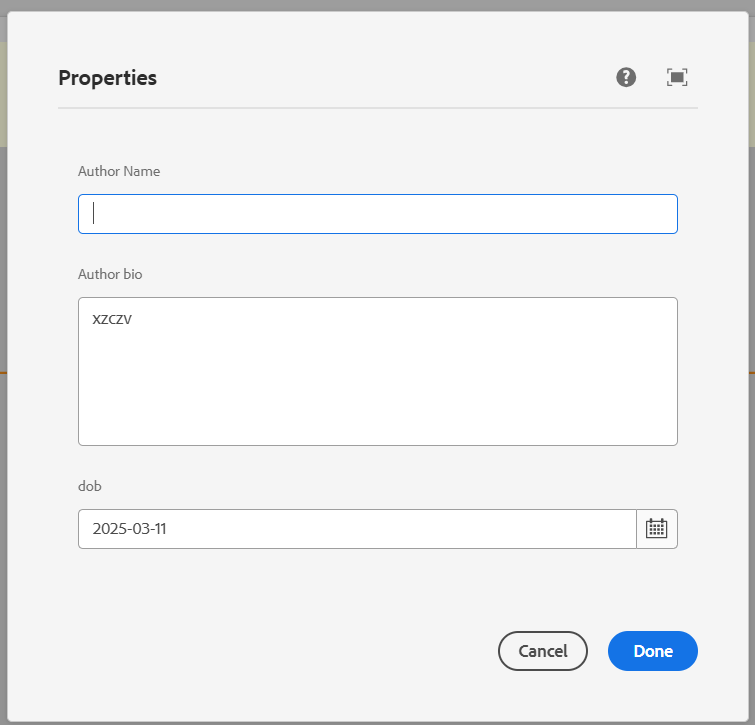 Properties
Author Name
Author bio
xzczv
dob
2025-03-11
Cancel Done